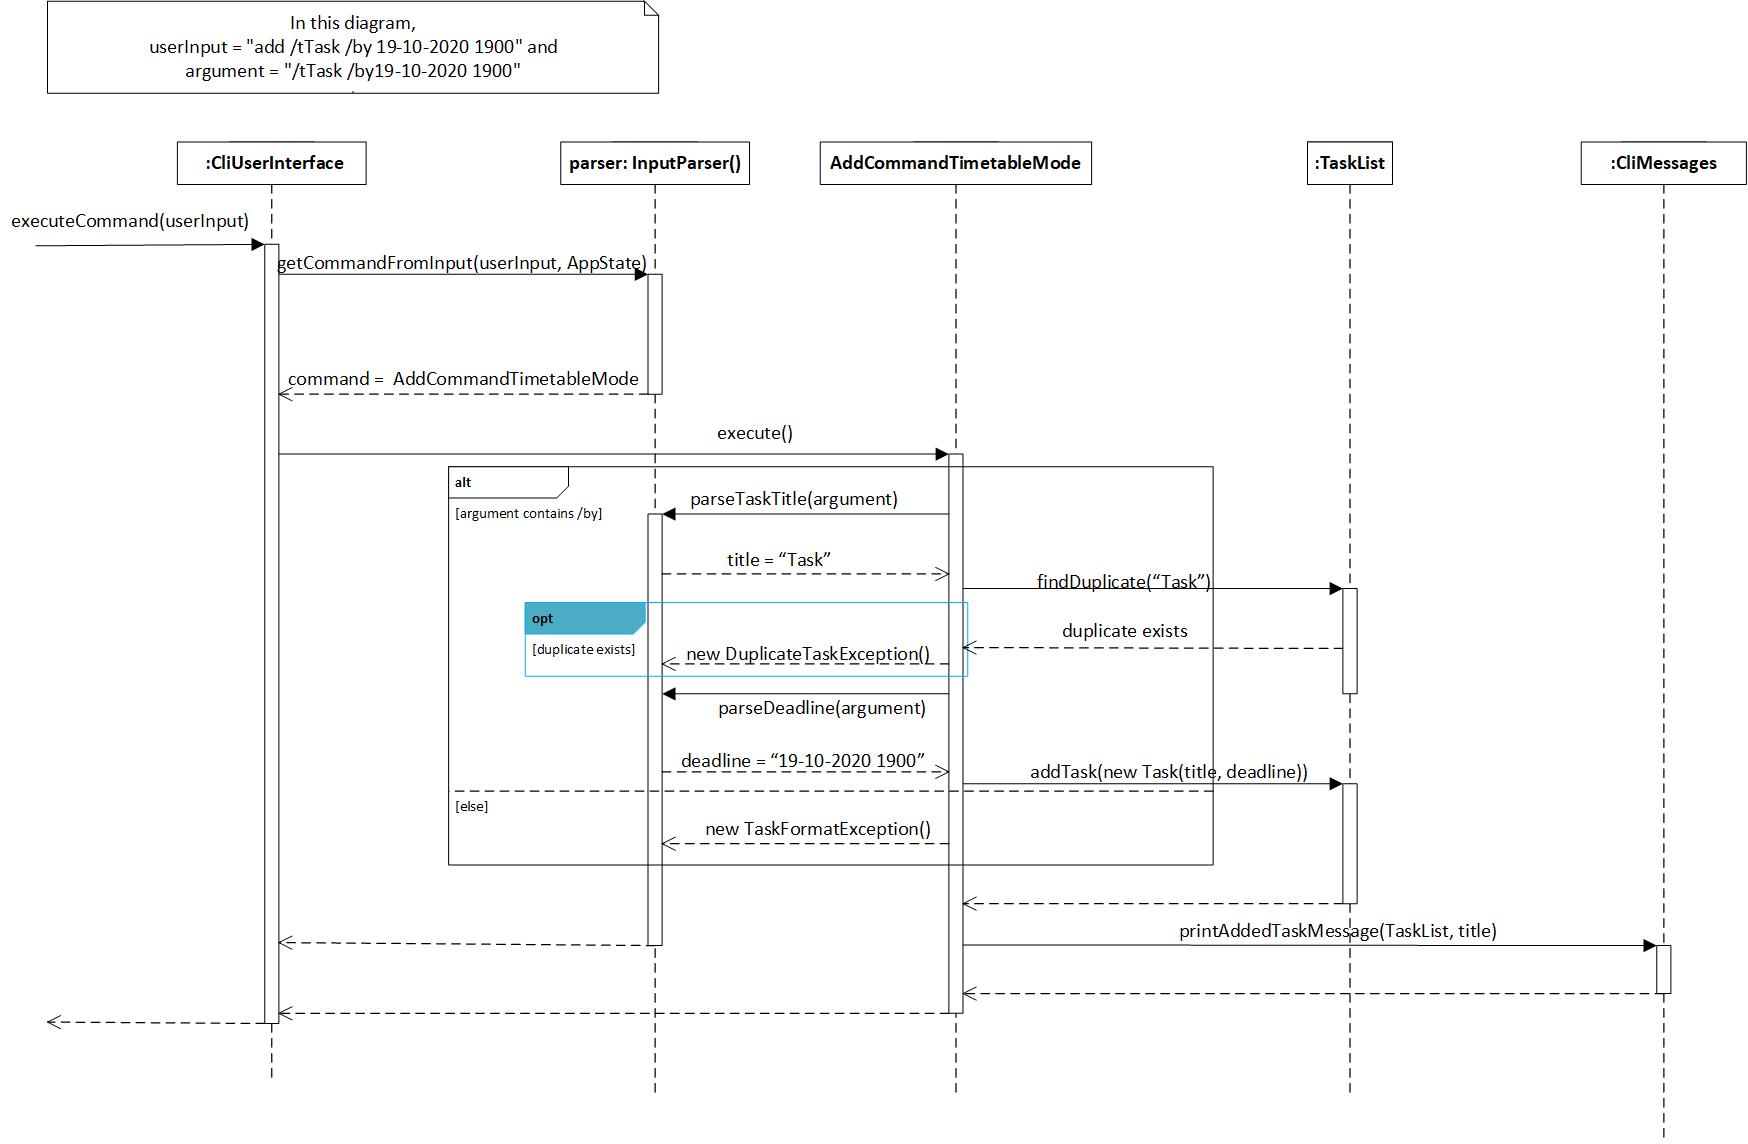 In this diagram,
userInput = "add /tTask /by 19-10-2020 1900" and
argument = "/tTask /by19-10-2020 1900"
:CliUserInterface
parser: InputParser()
AddCommandTimetableMode
:TaskList
:CliMessages
executeCommand(userInput)
getCommandFromInput(userInput, AppState)
command =  AddCommandTimetableMode
execute()
alt
[argument contains /by]
parseTaskTitle(argument)
title = “Task”
findDuplicate(“Task”)
opt
[duplicate exists]
duplicate exists
new DuplicateTaskException()
parseDeadline(argument)
deadline = “19-10-2020 1900”
addTask(new Task(title, deadline))
[else]
new TaskFormatException()
printAddedTaskMessage(TaskList, title)